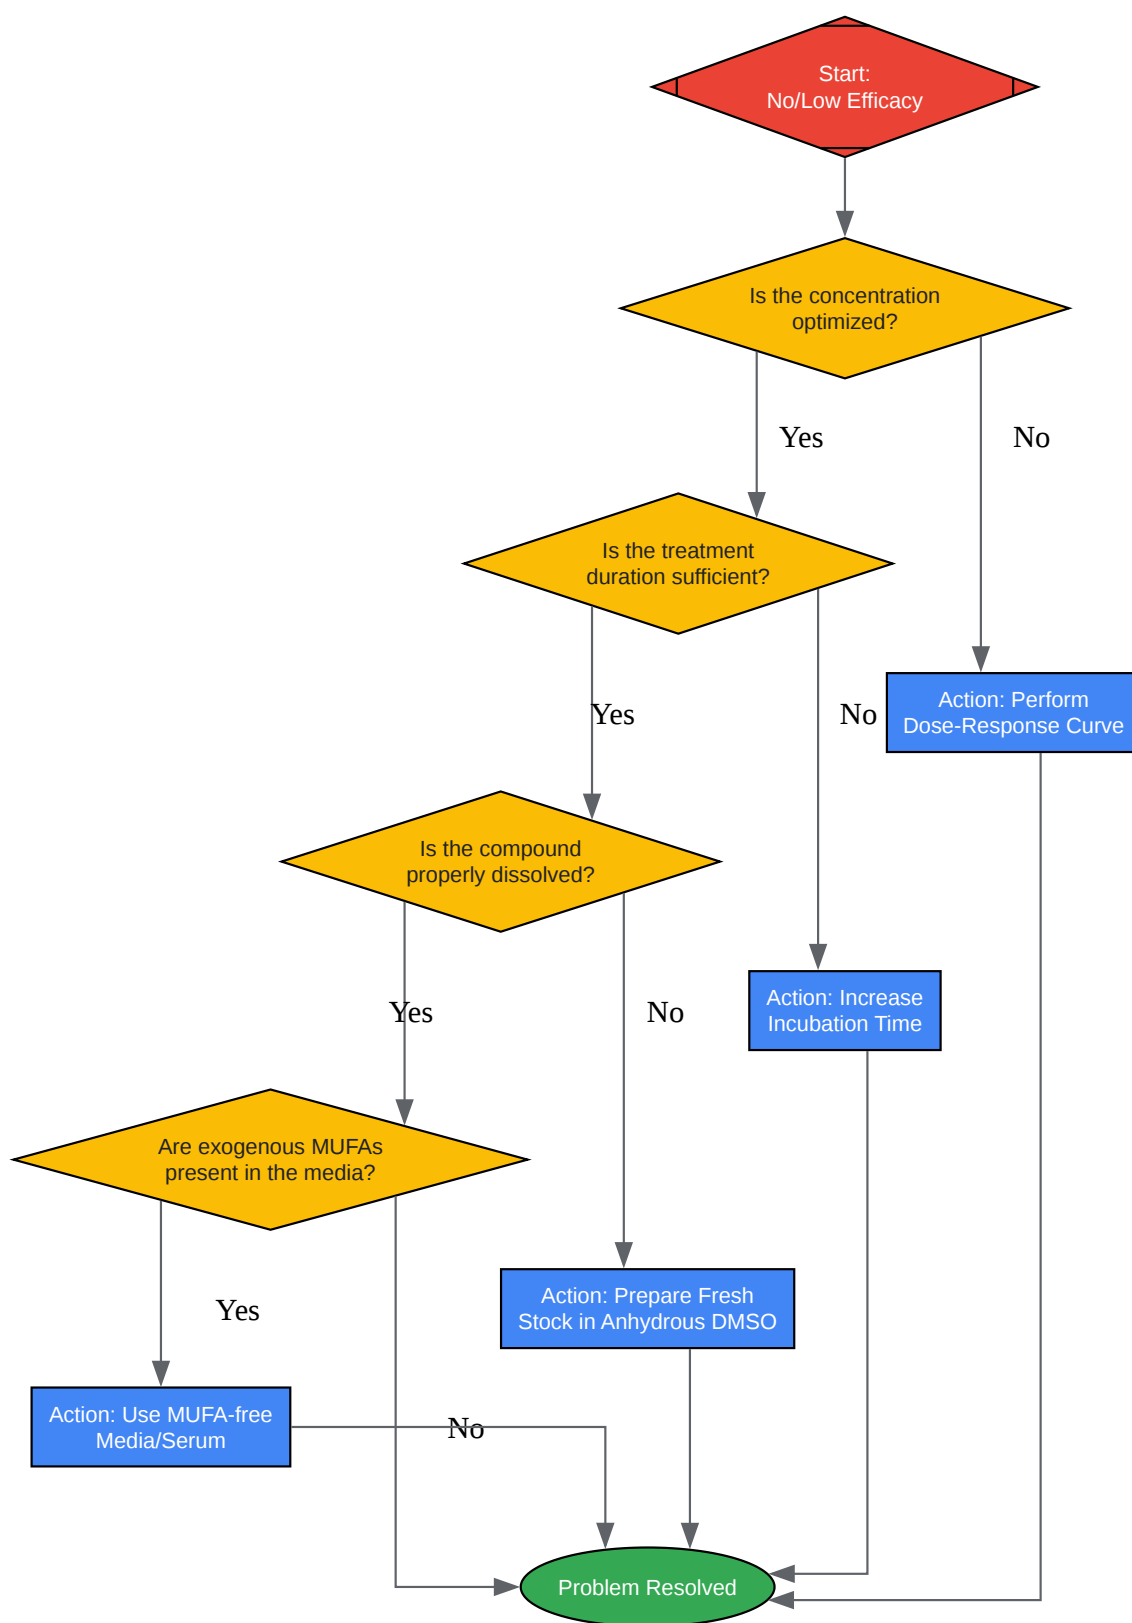 Start:
No/Low Efficacy
Is the concentration
optimized?
Yes
No
Is the treatment
duration sufficient?
Yes
No
Action: Perform
Dose-Response Curve
Is the compound
properly dissolved?
Yes
No
Action: Increase
Incubation Time
Are exogenous MUFAs
present in the media?
Yes
Action: Prepare Fresh
Stock in Anhydrous DMSO
Action: Use MUFA-free
Media/Serum
No
Problem Resolved